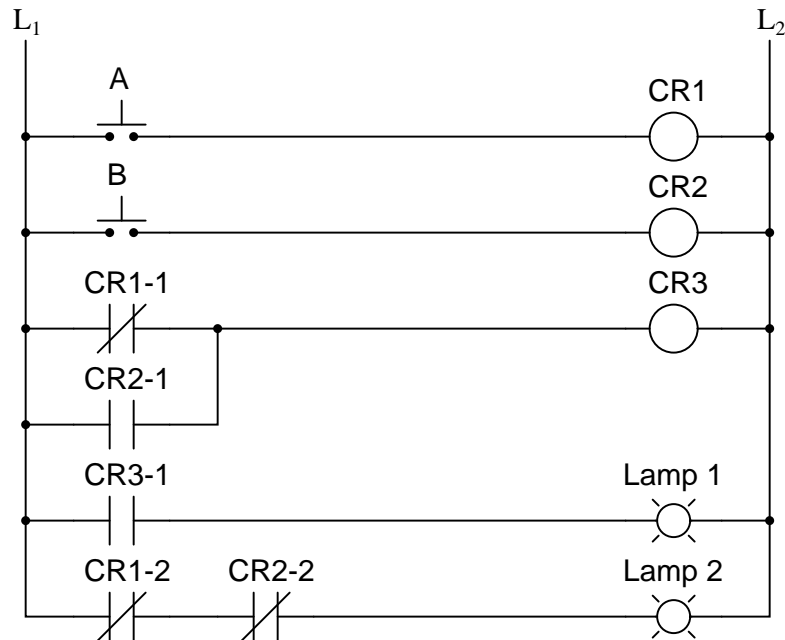 L₁ L₂
A
CR1
B
CR2
CR1-1
CR3
CR2-1
CR3-1
Lamp 1
CR1-2 CR2-2 Lamp 2